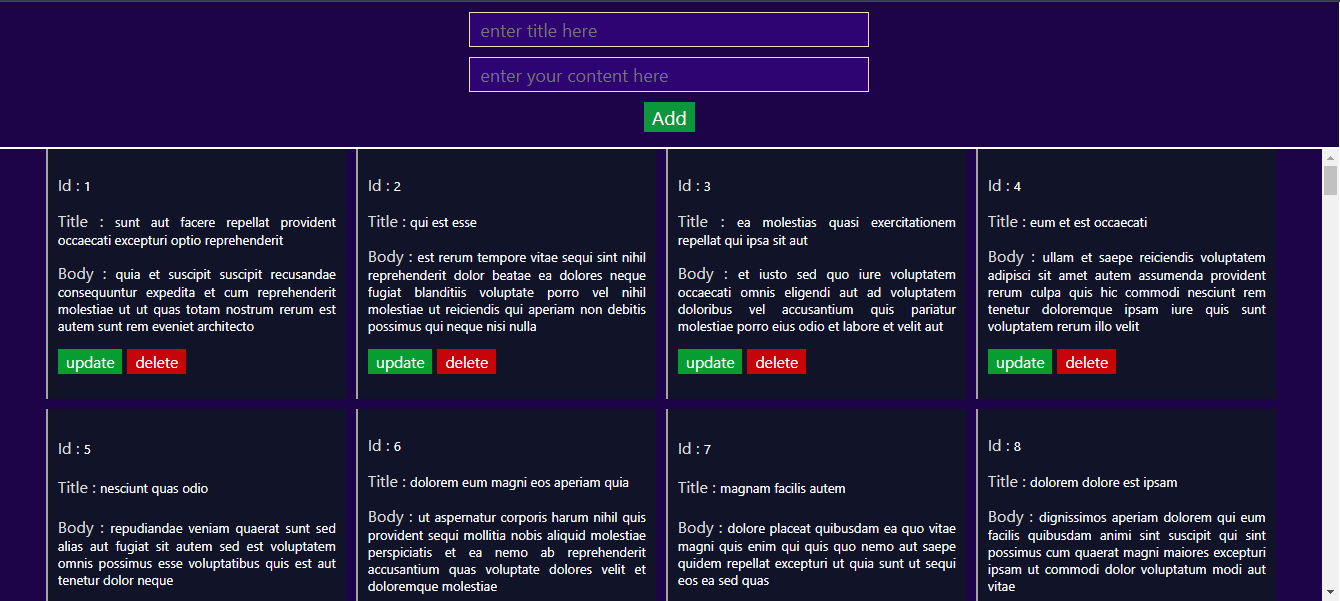 enter title here
enter your content here
Add
Id : 1
Title : sunt aut facere repellat provident
occaecati excepturi optio reprehenderit
Body : quia et suscipit suscipit recusandae
consequuntur expedita et cum reprehenderit
molestiae ut ut quas totam nostrum rerum est
autem sunt rem eveniet architecto
update delete
Id : 2
Title : qui est esse
Body : est rerum tempore vitae sequi sint nihil
reprehenderit dolor beatae ea dolores neque
fugiat blanditiis voluptate porro vel nihil
molestiae ut reiciendis qui aperiam non debitis
possimus qui neque nisi nulla
update delete
Id : 3
Title : ea molestias quasi exercitationem
repellat qui ipsa sit aut
Body : et iusto sed quo iure voluptatem
occaecati omnis eligendi aut ad voluptatem
doloribus vel accusantium quis pariatur
molestiae porro eius odio et labore et velit aut
update delete
Id : 4
Title : eum et est occaecati
Body : ullam et saepe reiciendis voluptatem
adipisci sit amet autem assumenda provident
rerum culpa quis hic commodi nesciunt rem
tenetur doloremque ipsam iure quis sunt
voluptatem rerum illo velit
update delete
Id : 5
Title : nesciunt quas odio
Body : repudiandae veniam quaerat sunt sed
alias aut fugiat sit autem sed est voluptatem
omnis possimus esse voluptatibus quis est aut
tenetur dolor neque
Id : 6
Title : dolorem eum magni eos aperiam quia
Body : ut aspernatur corporis harum nihil quis
provident sequi mollitia nobis aliquid molestiae
perspiciatis et ea nemo ab reprehenderit
accusantium quas voluptate dolores velit et
doloremque molestiae
Id : 7
Title : magnam facilis autem
Body : dolore placeat quibusdam ea quo vitae
magni quis enim qui quis quo nemo aut saepe
quidem repellat excepturi ut quia sunt ut sequi
eos ea sed quas
Id : 8
Title : dolorem dolore est ipsam
Body : dignissimos aperiam dolorem qui eum
facilis quibusdam animi sint suscipit qui sint
possimus cum quaerat magni maiores excepturi
ipsam ut commodi dolor voluptatum modi aut
vitae